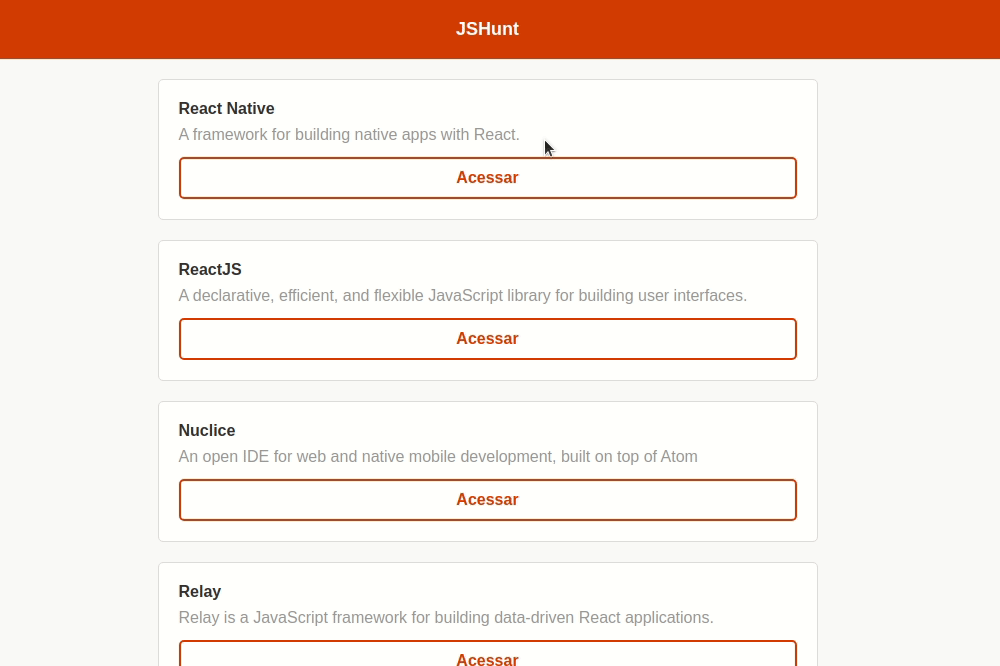 JSHunt
React Native
A framework for building native apps with React.
Acessar
ReactJS
A declarative, efficient, and flexible JavaScript library for building user interfaces.
Acessar
Nuclice
An open IDE for web and native mobile development, built on top of Atom
Acessar
Relay
Relay is a JavaScript framework for building data-driven React applications.
Acessar